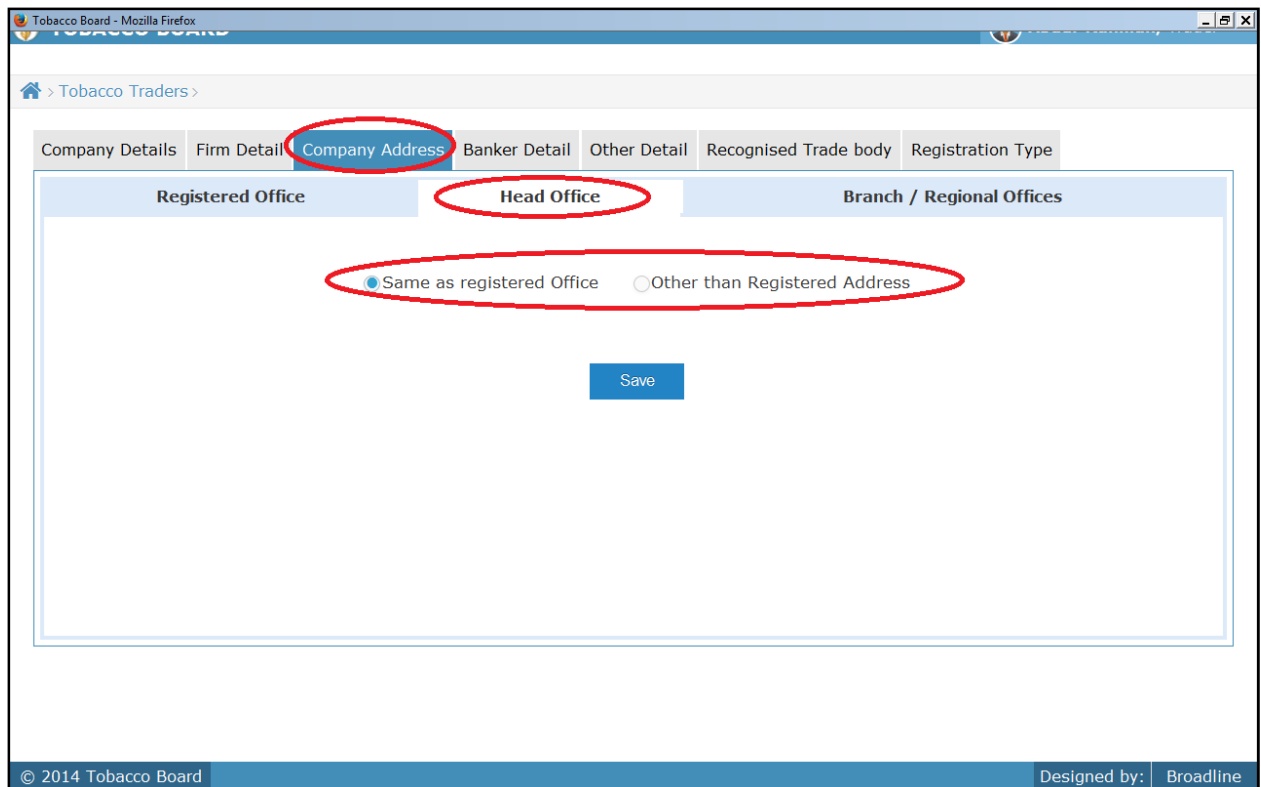 Tobacco Board - Mozilla Firefox
> Tobacco Traders >
Company Details Firm Detail Company Address Banker Detail Other Detail Recognised Trade body Registration Type
Registered Office Head Office Branch / Regional Offices
Same as registered Office Other than Registered Address
Save
© 2014 Tobacco Board Designed by: Broadline